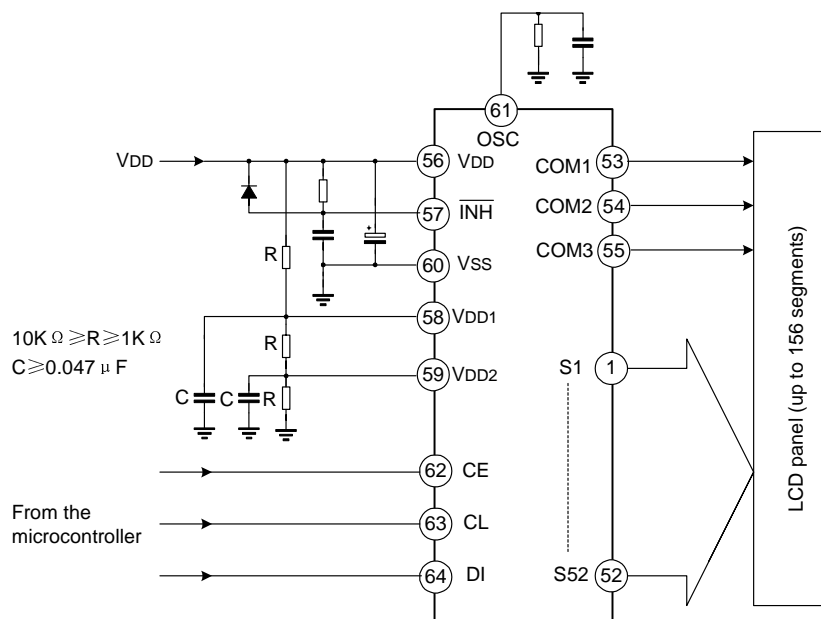 61
OSC
VDD
56
VDD
57
INH
+
60
VSS
R
58
VDD1
R
59
VDD2
C
C
R
10KΩ≥R≥1KΩ
C≥0.047μF
62
CE
From the
microcontroller
63
CL
64
DI
COM1
53
COM2
54
COM3
55
S1
1
S52
52
LCD panel (up to 156 segments)